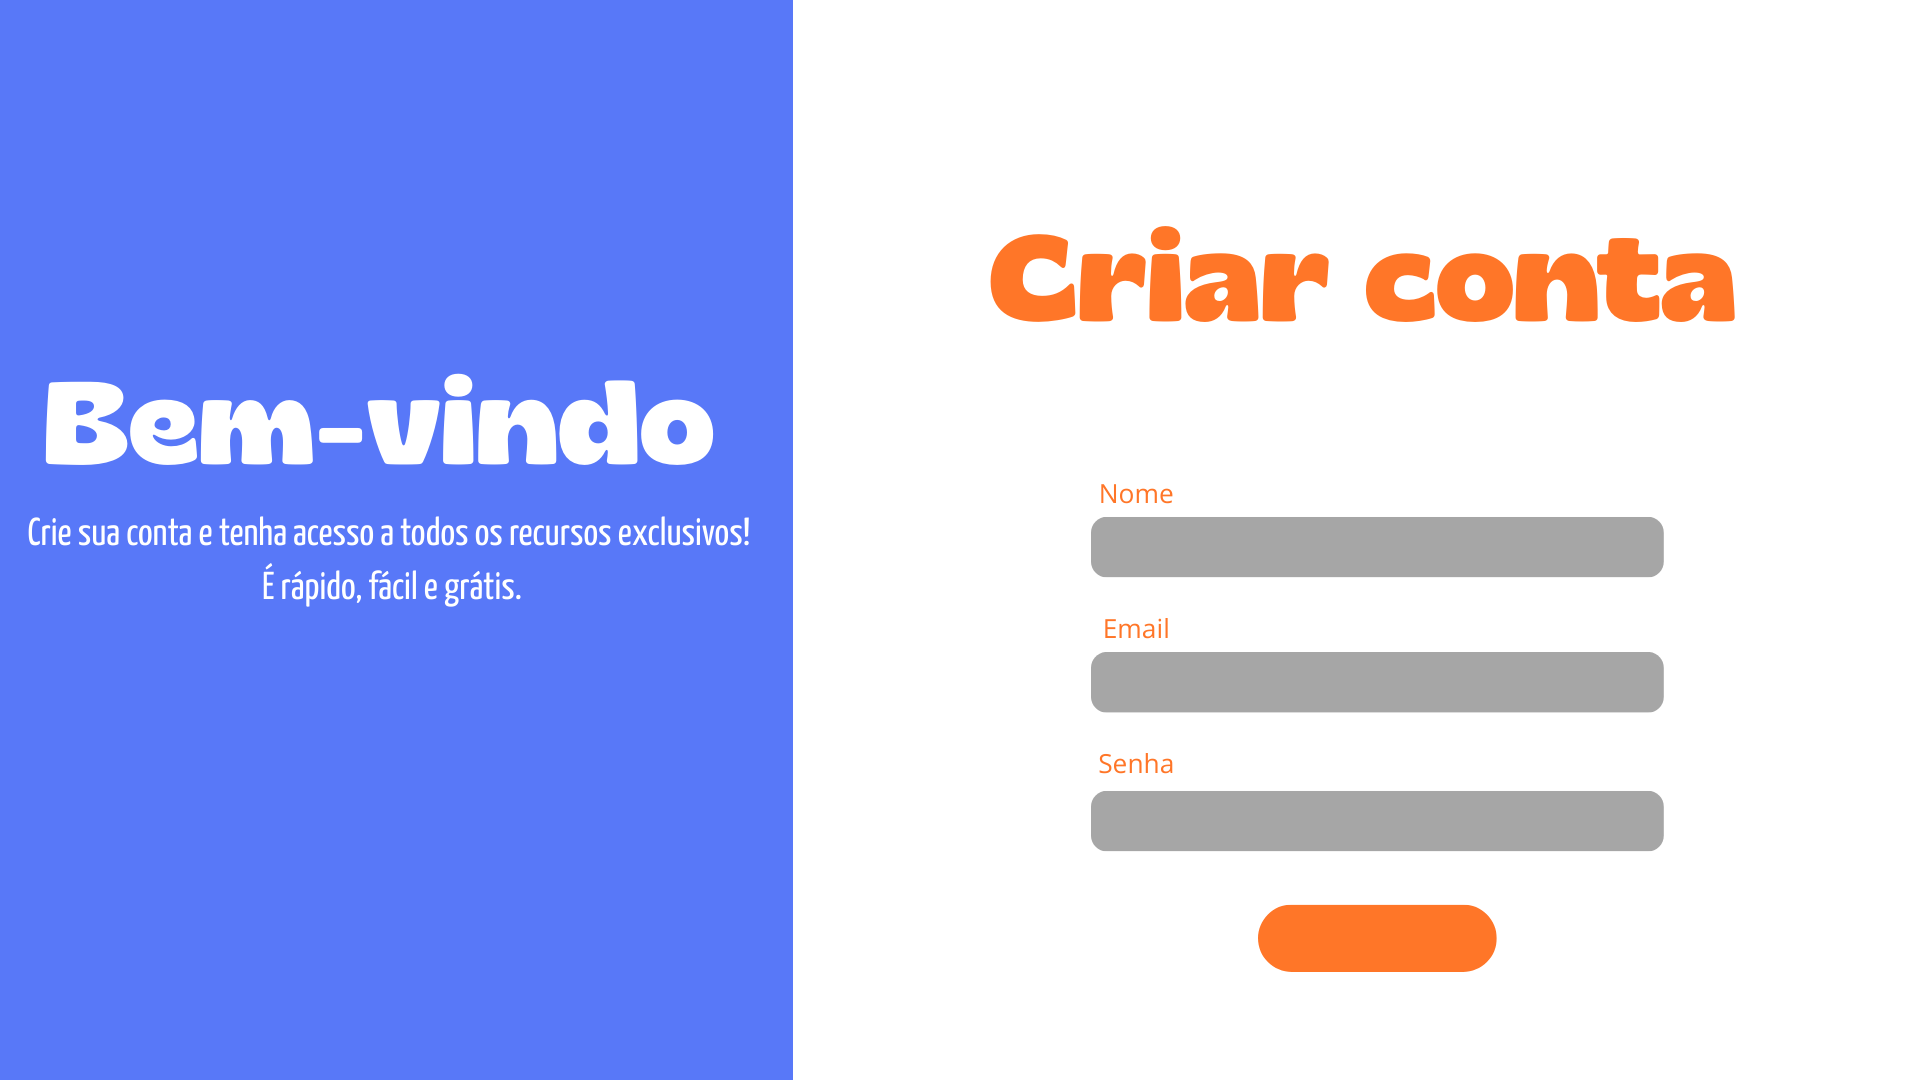 Bem-vindo
Crie sua conta e tenha acesso a todos os recursos exclusivos!
É rápido, fácil e grátis.
Criar conta
Nome
Email
Senha